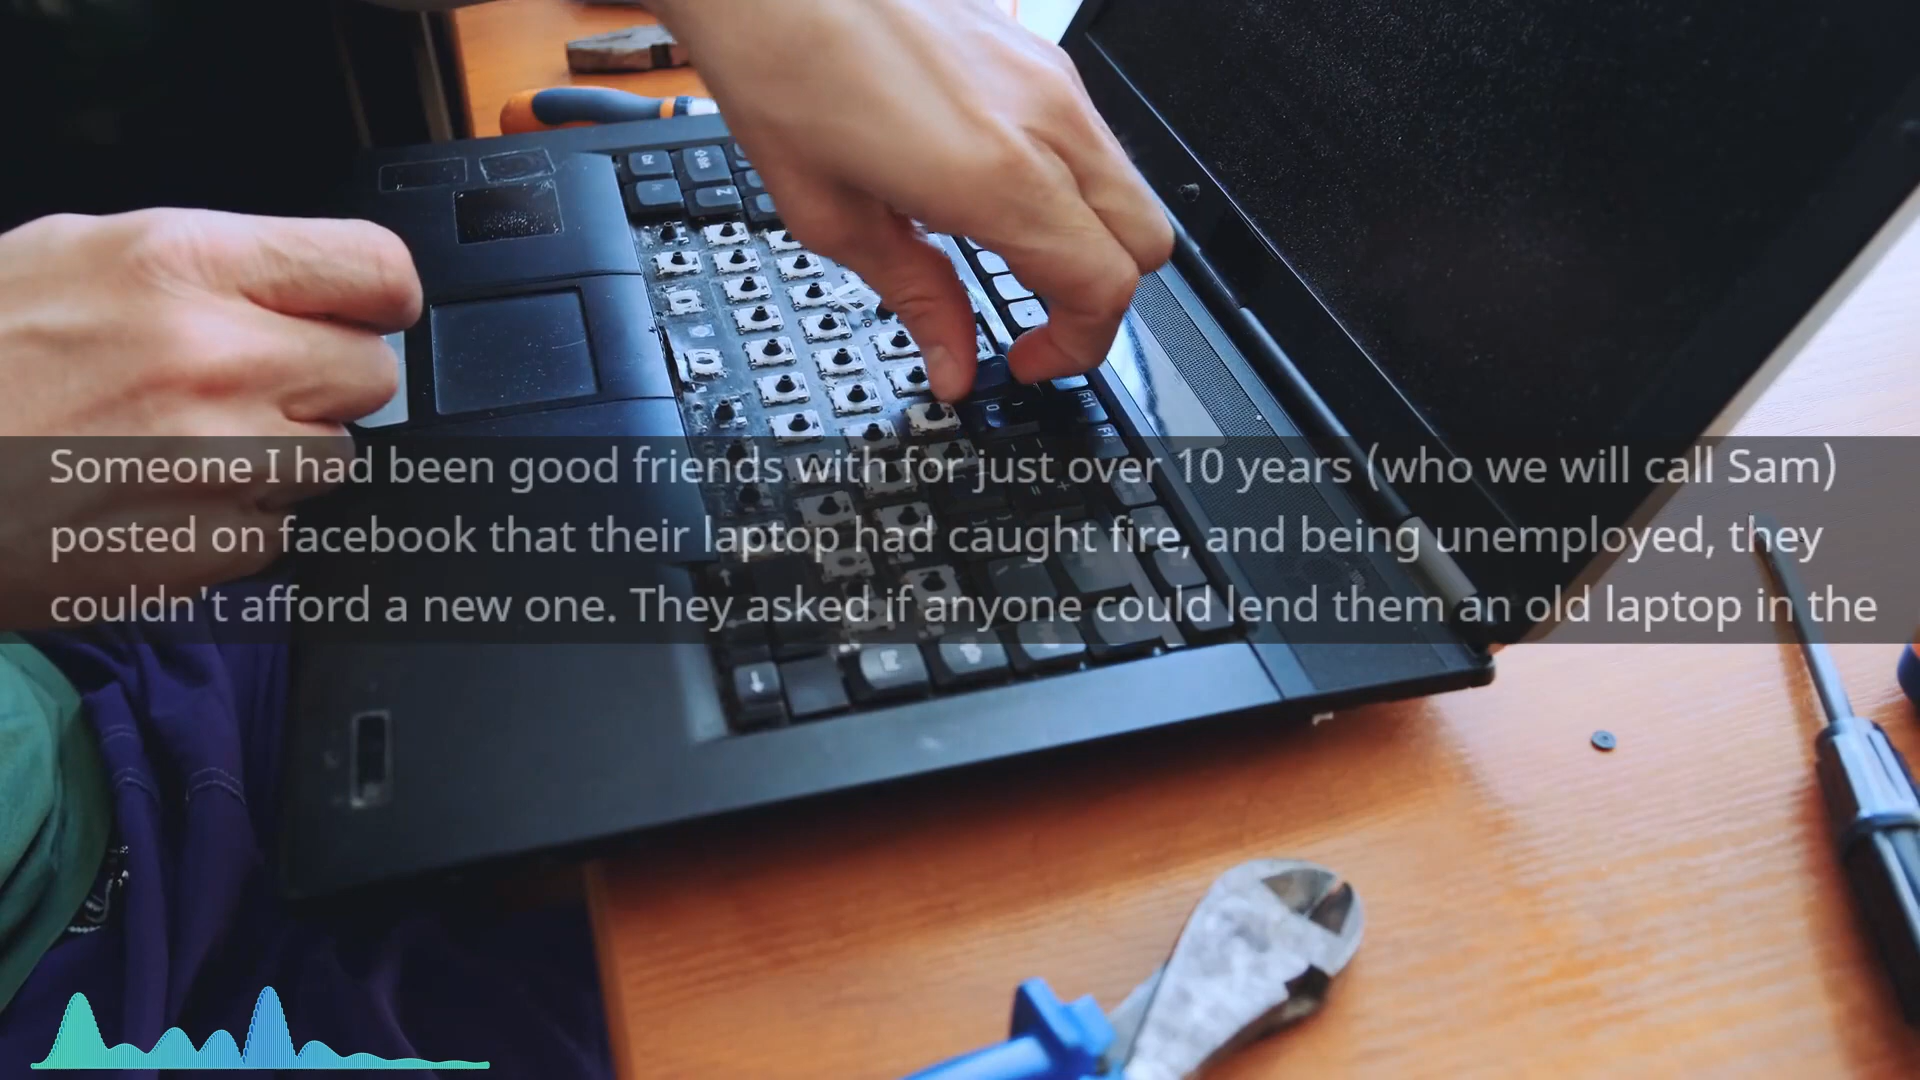 Someone I had been good friends with for just over 10 years (who we will call Sam)
posted on facebook that their laptop had caught fire, and being unemployed, they
couldn't afford a new one. They asked if anyone could lend them an old laptop in the